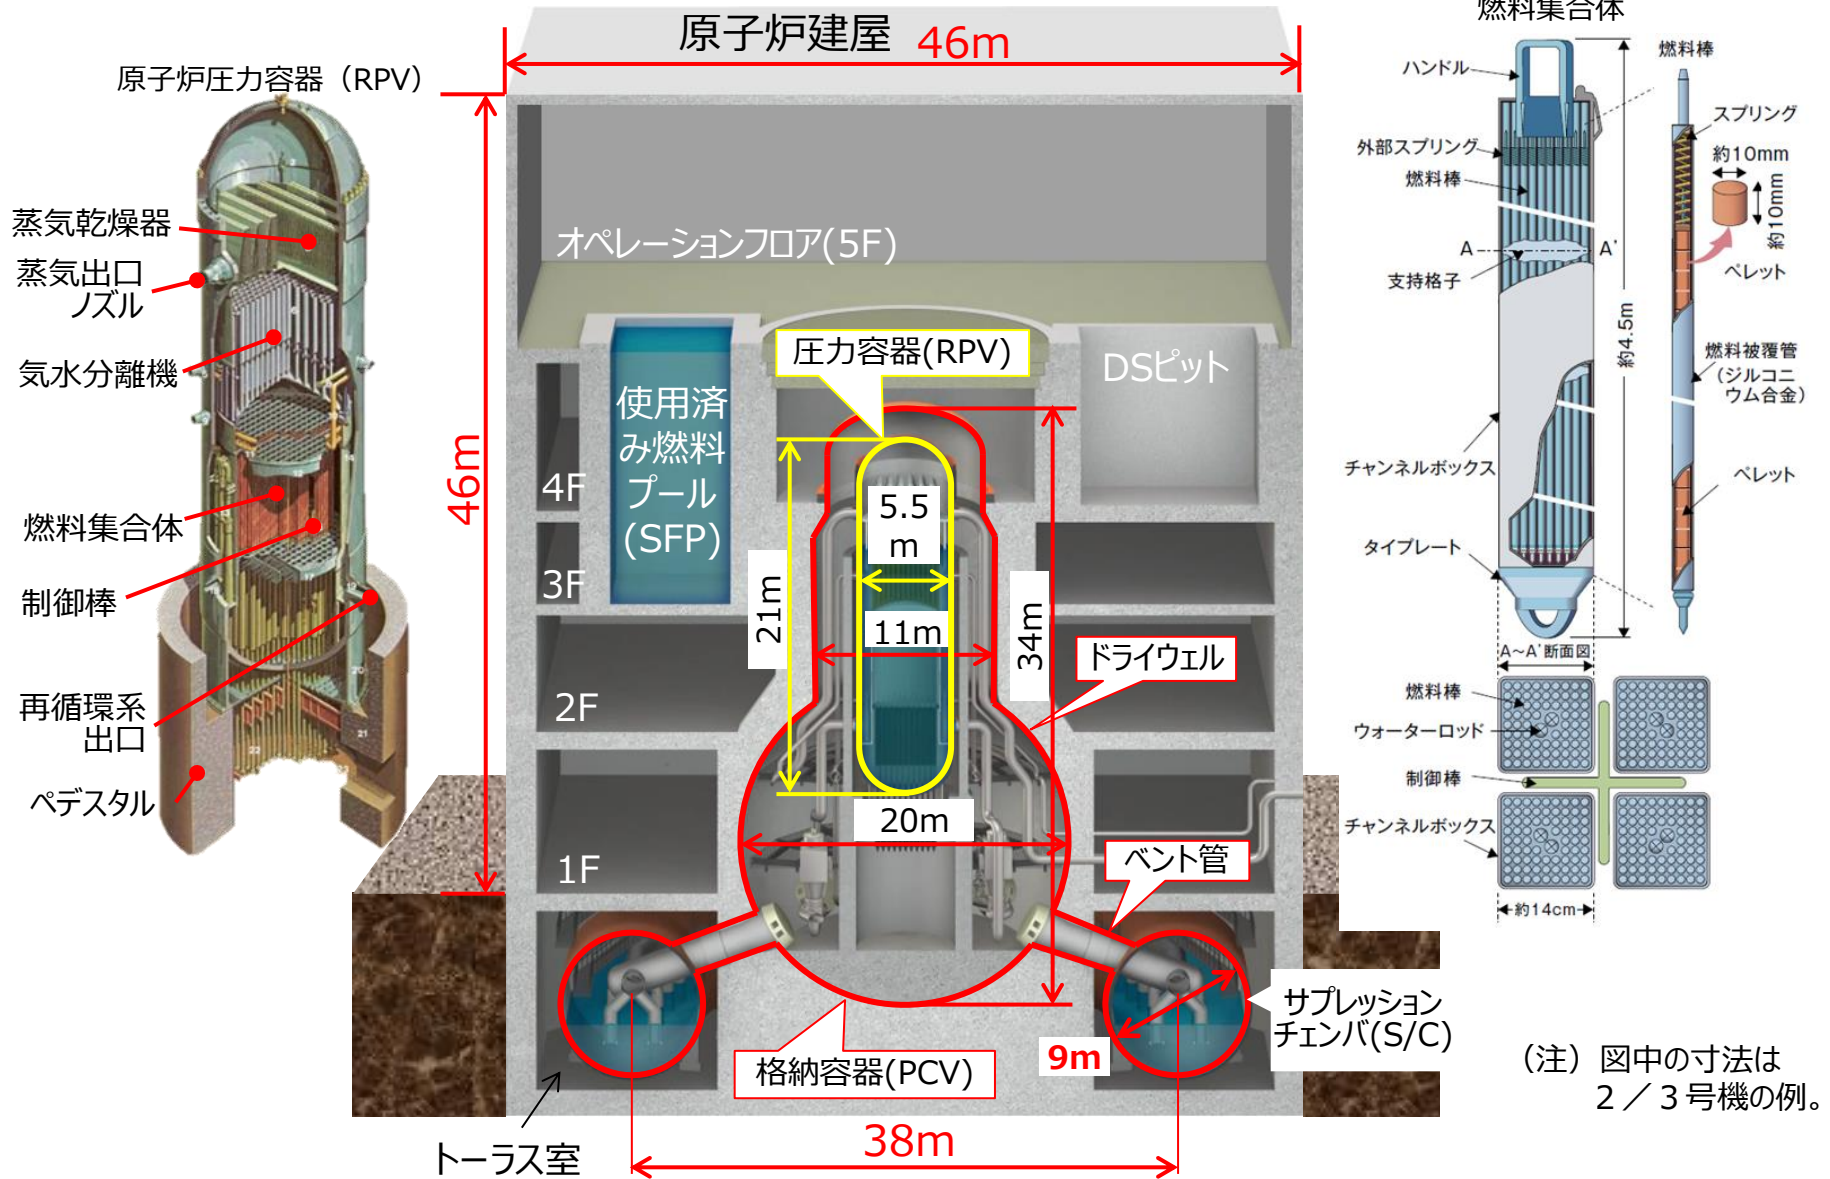 原子炉圧力容器（RPV）
蒸気乾燥器
蒸気出口
ノズル
気水分離機
燃料集合体
制御棒
再循環系
出口
ペデスタル
19
20
21
22
原子炉建屋
46m
46m
オペレーションフロア(5F)
使用済
み燃料
プール
(SFP)
圧力容器(RPV)
DSピット
4F
3F
2F
1F
5.5
m
21m
11m
34m
20m
ドライウェル
ベント管
サプレッション
チェンバ(S/C)
9m
格納容器(PCV)
トーラス室
38m
燃料集合体
ハンドル
外部スプリング
燃料棒
A
A'
支持格子
チャンネルボックス
タイプレート
約4.5m
燃料棒
スプリング
約10mm
約10mm
ペレット
燃料被覆管
（ジルコニ
ウム合金）
ペレット
A～A'断面図
燃料棒
ウォーターロッド
制御棒
チャンネルボックス
約14cm
（注）図中の寸法は
２／３号機の例。